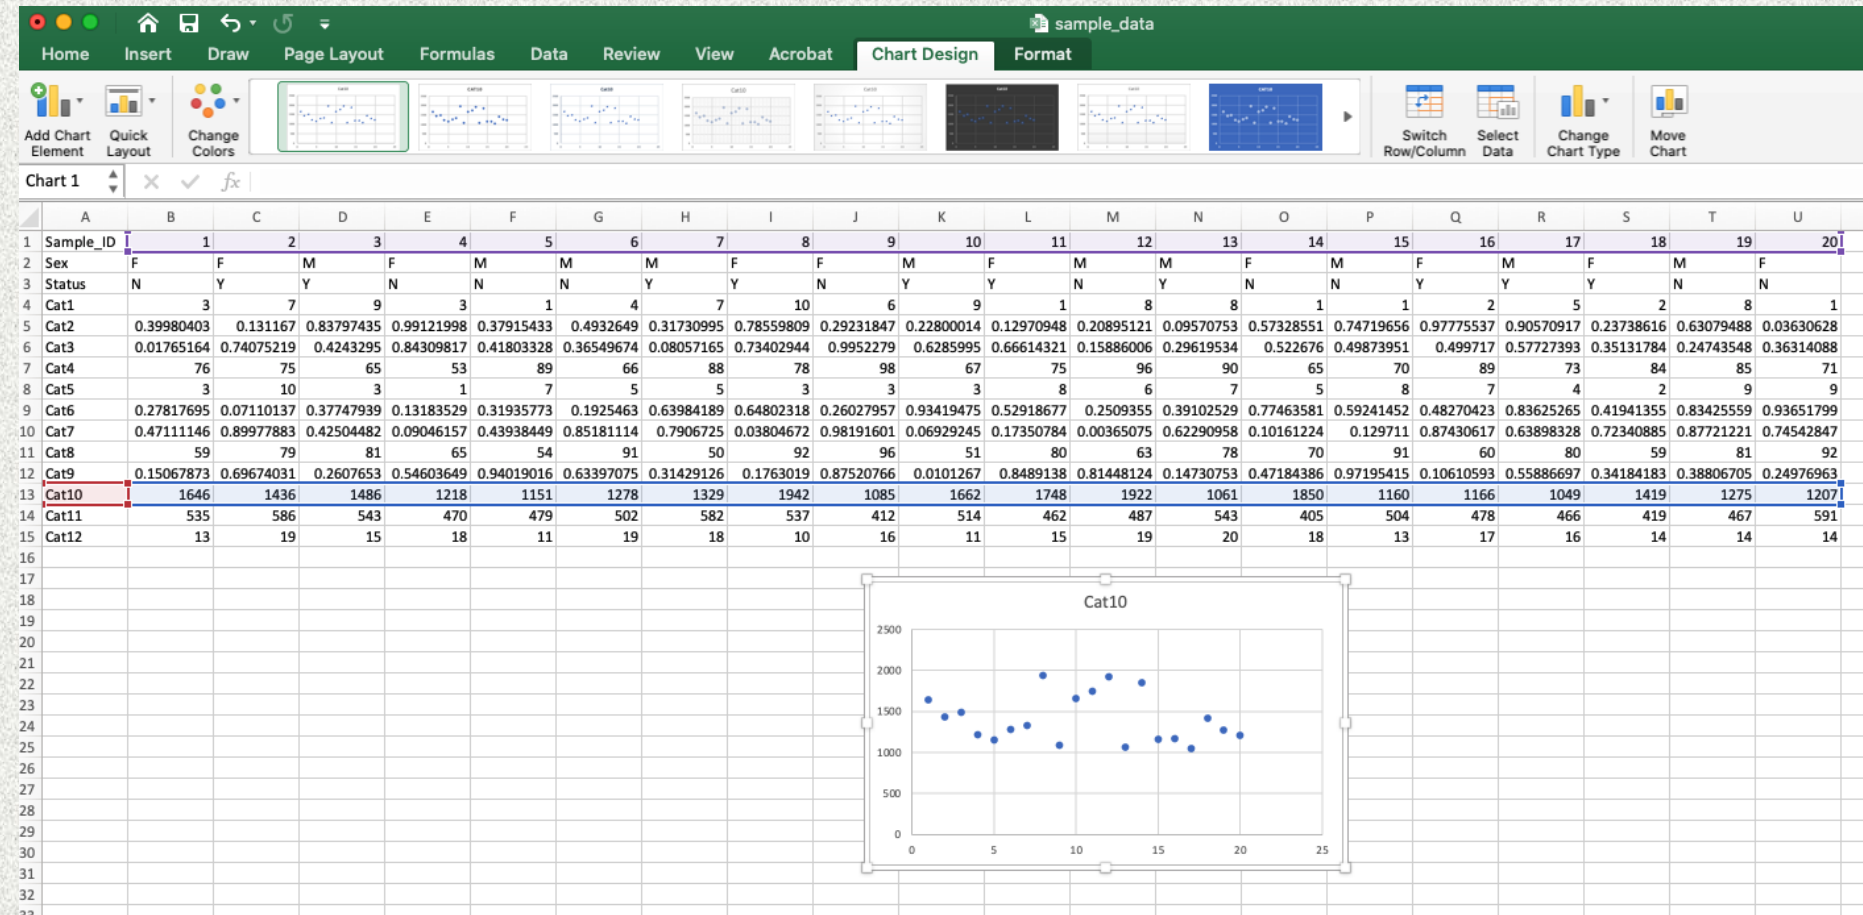 sample_data
Home Insert Draw Page Layout Formulas Data Review View Acrobat Chart Design Format
Add Chart Element Quick Layout Change Colors Switch Row/Column Select Data Change Chart Type Move Chart
Chart 1 fx
A B C D E F G H I J K L M N O P Q R S T U
1 Sample_ID 1 2 3 4 5 6 7 8 9 10 11 12 13 14 15 16 17 18 19 20
2 Sex F F M F M M M F F M F M M F M F M F M F
3 Status N Y Y N N N Y Y N Y Y N Y N N Y Y Y N N
4 Cat1 3 7 9 3 1 4 7 10 6 9 1 8 8 1 1 2 5 2 8 1
5 Cat2 0.39980403 0.131167 0.83797435 0.99121998 0.37915433 0.4932649 0.31730995 0.78559809 0.29231847 0.22800014 0.12970948 0.20895121 0.09570753 0.57328551 0.74719656 0.97775537 0.90570917 0.23738616 0.63079488 0.03630628
6 Cat3 0.01765164 0.74075219 0.4243295 0.84309817 0.41803328 0.36549674 0.08057165 0.73402944 0.9952279 0.6285995 0.66614321 0.15886006 0.29619534 0.522676 0.49873951 0.499717 0.57727393 0.35131784 0.24743548 0.36314088
7 Cat4 76 75 65 53 89 66 88 78 98 67 75 96 90 65 70 89 73 84 85 71
8 Cat5 3 10 3 1 7 5 5 3 3 3 8 6 7 5 8 7 4 2 9 9
9 Cat6 0.27817695 0.07110137 0.37747939 0.13183529 0.31935773 0.1925463 0.63984189 0.64802318 0.26027957 0.93419475 0.52918677 0.2509355 0.39102529 0.77463581 0.59241452 0.48270423 0.83625265 0.41941355 0.83425559 0.93651799
10 Cat7 0.47111146 0.89977883 0.42504482 0.09046157 0.43938449 0.85181114 0.7906725 0.03804672 0.98191601 0.06929245 0.17350784 0.00365075 0.62290958 0.10161224 0.129711 0.87430617 0.63898328 0.72340885 0.87721221 0.74542847
11 Cat8 59 79 81 65 54 91 50 92 96 51 80 63 78 70 91 60 80 59 81 92
12 Cat9 0.15067873 0.69674031 0.2607653 0.54603649 0.94019016 0.63397075 0.31429126 0.1763019 0.87520766 0.0101267 0.8489138 0.81448124 0.14730753 0.47184386 0.97195415 0.10610593 0.55886697 0.34184183 0.38806705 0.24976963
13 Cat10 1646 1436 1486 1218 1151 1278 1329 1942 1085 1662 1748 1922 1061 1850 1160 1166 1049 1419 1275 1207
14 Cat11 535 586 543 470 479 502 582 537 412 514 462 487 543 405 504 478 466 419 467 591
15 Cat12 13 19 15 18 11 19 18 10 16 11 15 19 20 18 13 17 16 14 14 14
16
17
18
19
20
21
22
23
24
25
26
27
28
29
30
31
32
Cat10
2500
2000
1500
1000
500
0
0 5 10 15 20 25